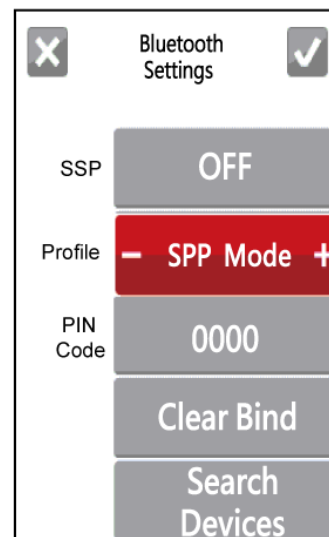 Bluetooth
Settings
SSP OFF
Profile - SPP Mode +
PIN
Code 0000
Clear Bind
Search
Devices